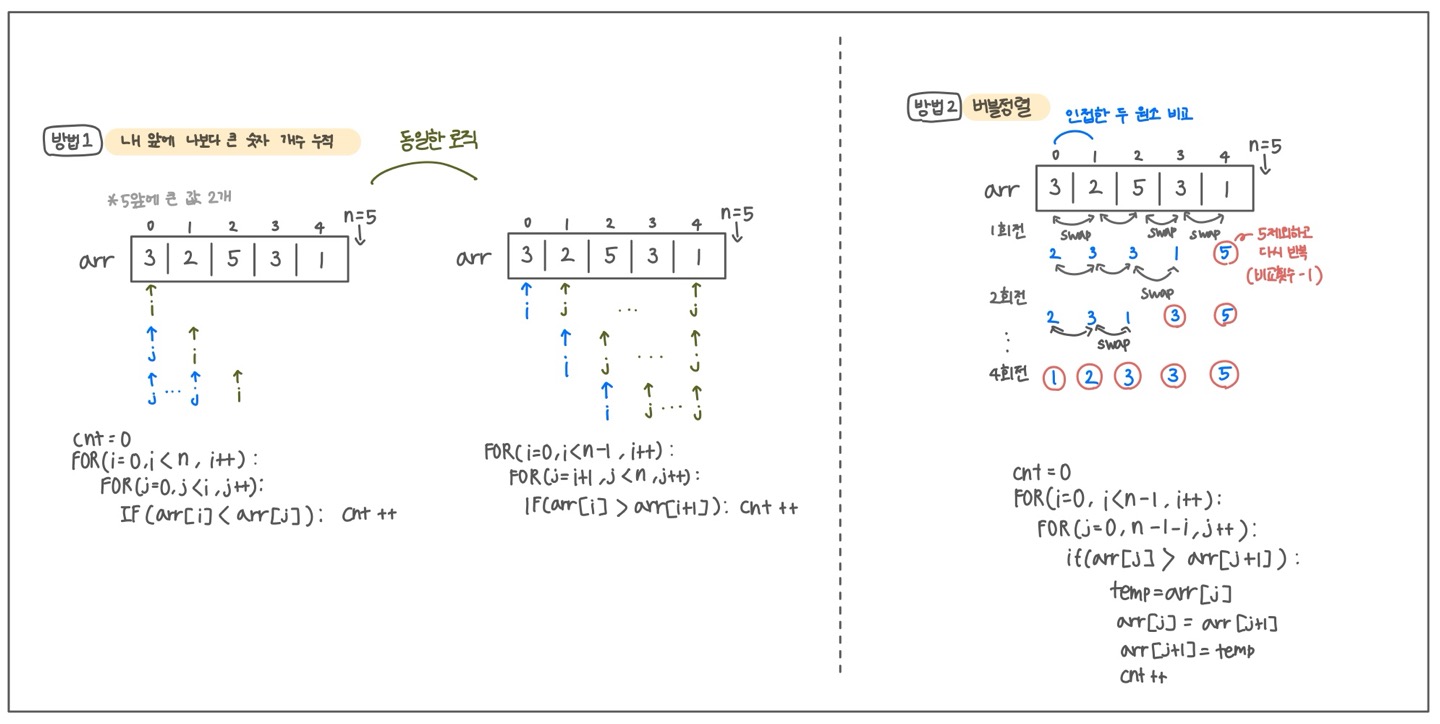 방법1 내 앞에 나보다 큰 숫자 개수 누적
동일한 로직
*5앞에 큰 값 2개
n=5
0 1 2 3 4
arr 3 2 5 3 1
i
j i
j ... j i
cnt=0
FOR(i=0,i<n, i++):
FOR(j=0,j<i,j++):
IF(arr[i]<arr[j]): cnt++
n=5
0 1 2 3 4
arr 3 2 5 3 1
i j ... j
i j ... j
i j ... j
FOR(i=0,i<n-1, i++):
FOR(j=i+1,j<n,j++):
IF(arr[i]>arr[i+1]): cnt++
방법2 버블정렬
인접한 두 원소 비교
n=5
0 1 2 3 4
arr 3 2 5 3 1
1회전 swap swap swap
2 3 3 1 5
5제외하고
다시 반복
(비교횟수-1)
swap
2회전
2 3 1 3 5
swap
⋮
4회전 1 2 3 3 5
cnt=0
FOR(i=0, i<n-1, i++):
FOR(j=0, n-1-i, j++):
if(arr[j] > arr[j+1]):
temp=arr[j]
arr[j] = arr[j+1]
arr[j+1]=temp
cnt++